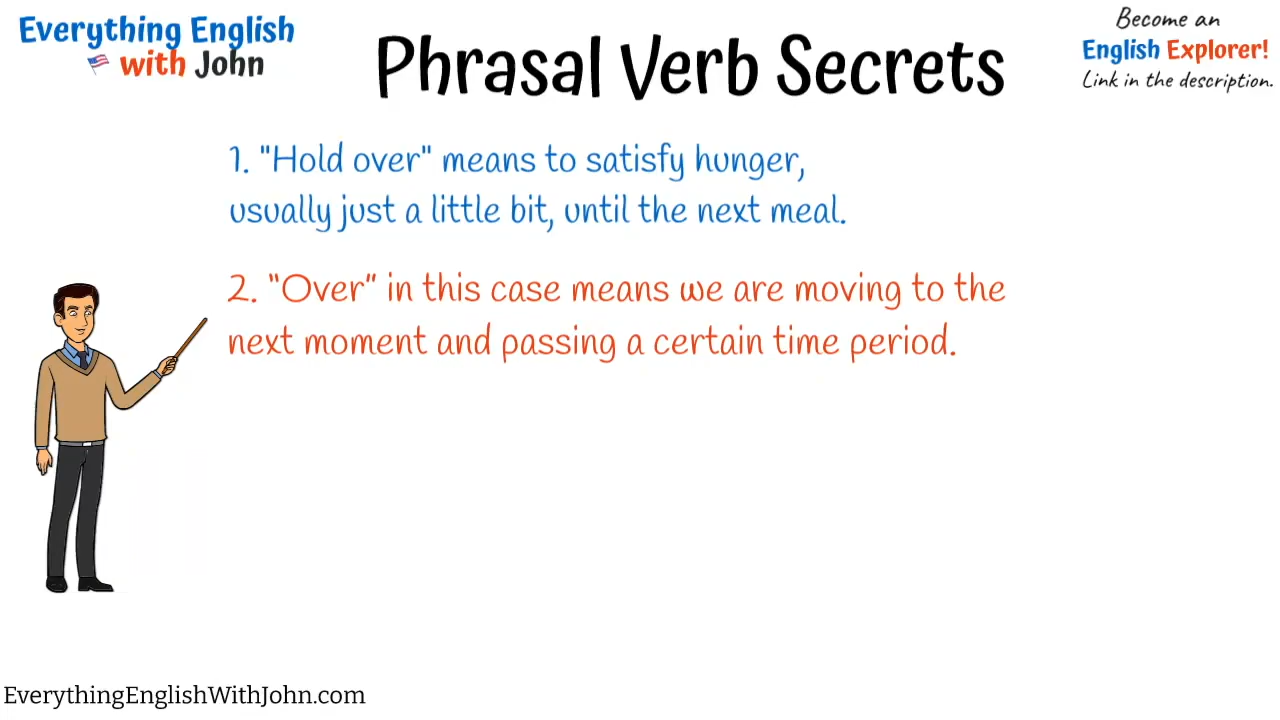 Everything English
with John
Phrasal Verb Secrets
Become an
English Explorer!
Link in the description.
1. "Hold over" means to satisfy hunger,
usually just a little bit, until the next meal.
2. "Over" in this case means we are moving to the
next moment and passing a certain time period.
EverythingEnglishWithJohn.com